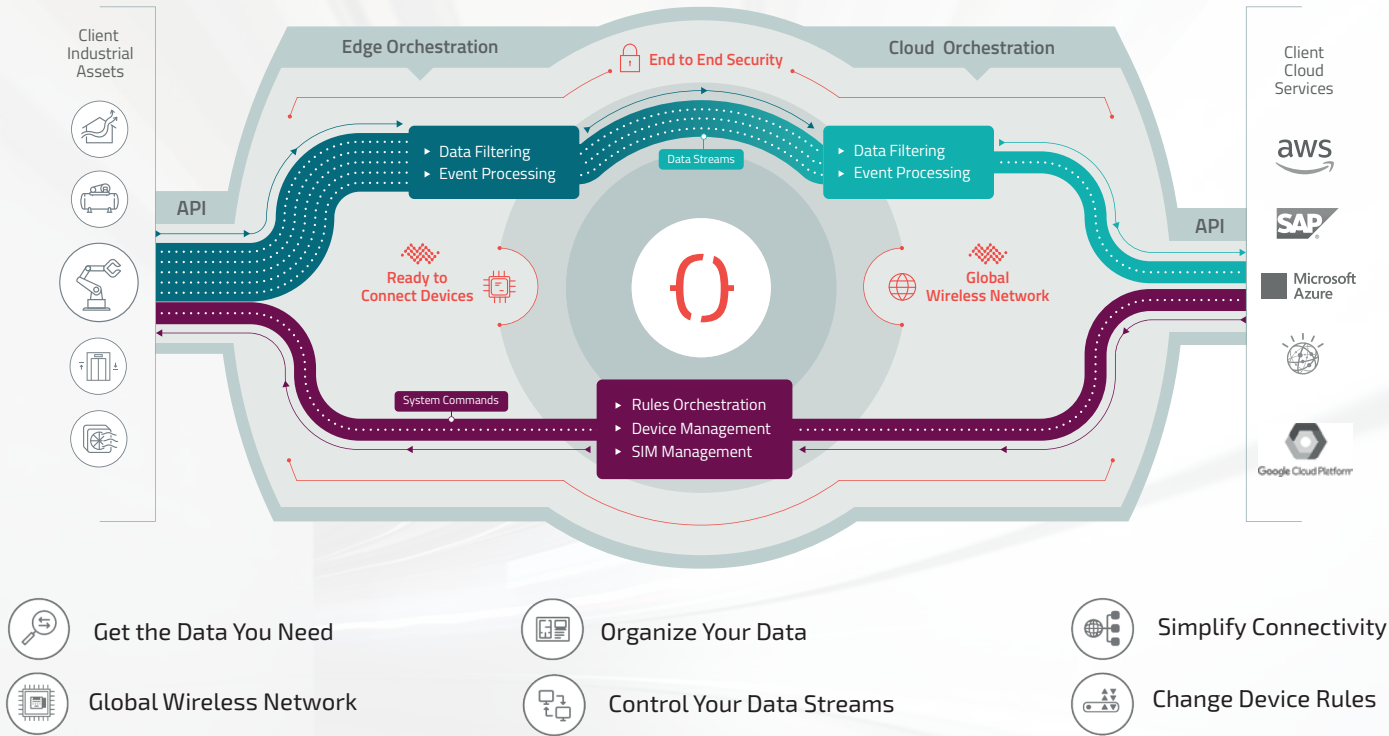 Client
Industrial
Assets
Edge Orchestration
End to End Security
Cloud Orchestration
Client
Cloud
Services
Data Filtering
Event Processing
Data Streams
Data Filtering
Event Processing
API
API
aws
SAP
Microsoft
Azure
Google Cloud Platform
Ready to
Connect Devices
Global
Wireless Network
System Commands
Rules Orchestration
Device Management
SIM Management
Get the Data You Need
Organize Your Data
Simplify Connectivity
Global Wireless Network
Control Your Data Streams
Change Device Rules